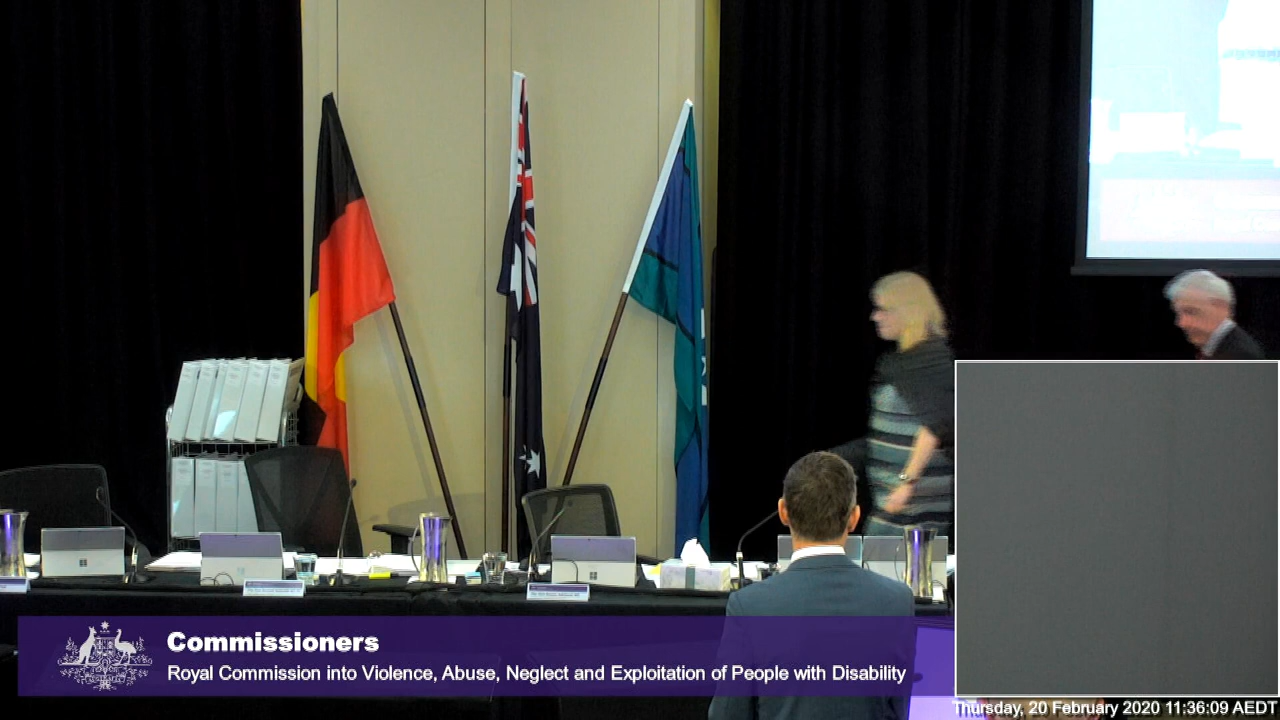 Commissioners
Royal Commission into Violence, Abuse, Neglect and Exploitation of People with Disability
Thursday, 20 February 2020 11:36:09 AEDT